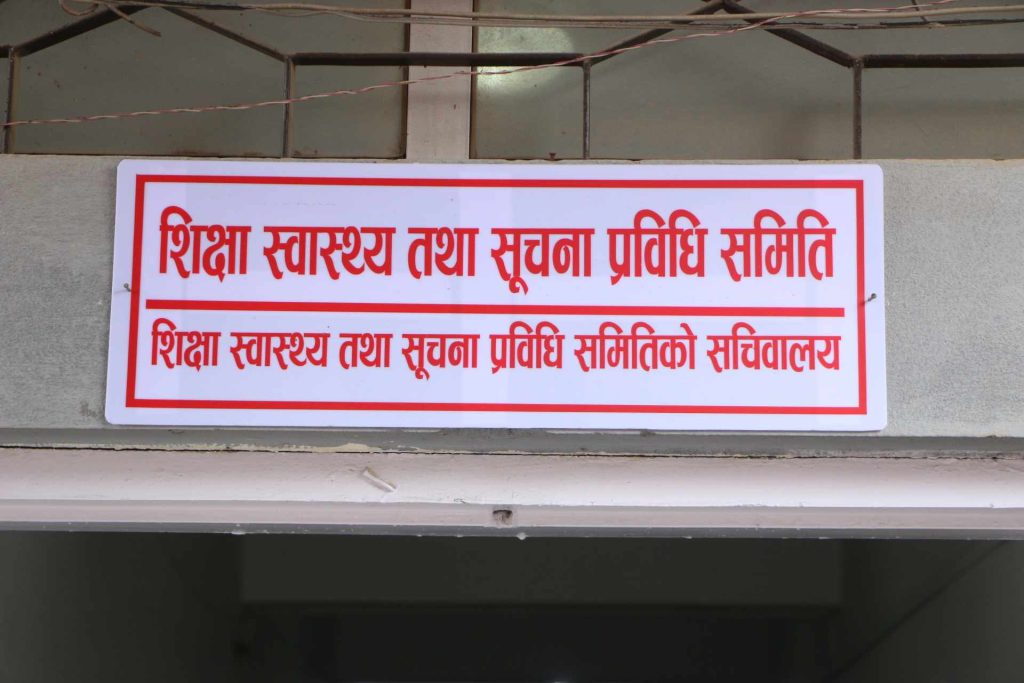 शिक्षा स्वास्थ्य तथा सूचना प्रविधि समिति
शिक्षा स्वास्थ्य तथा सूचना प्रविधि समितिको सचिवालय